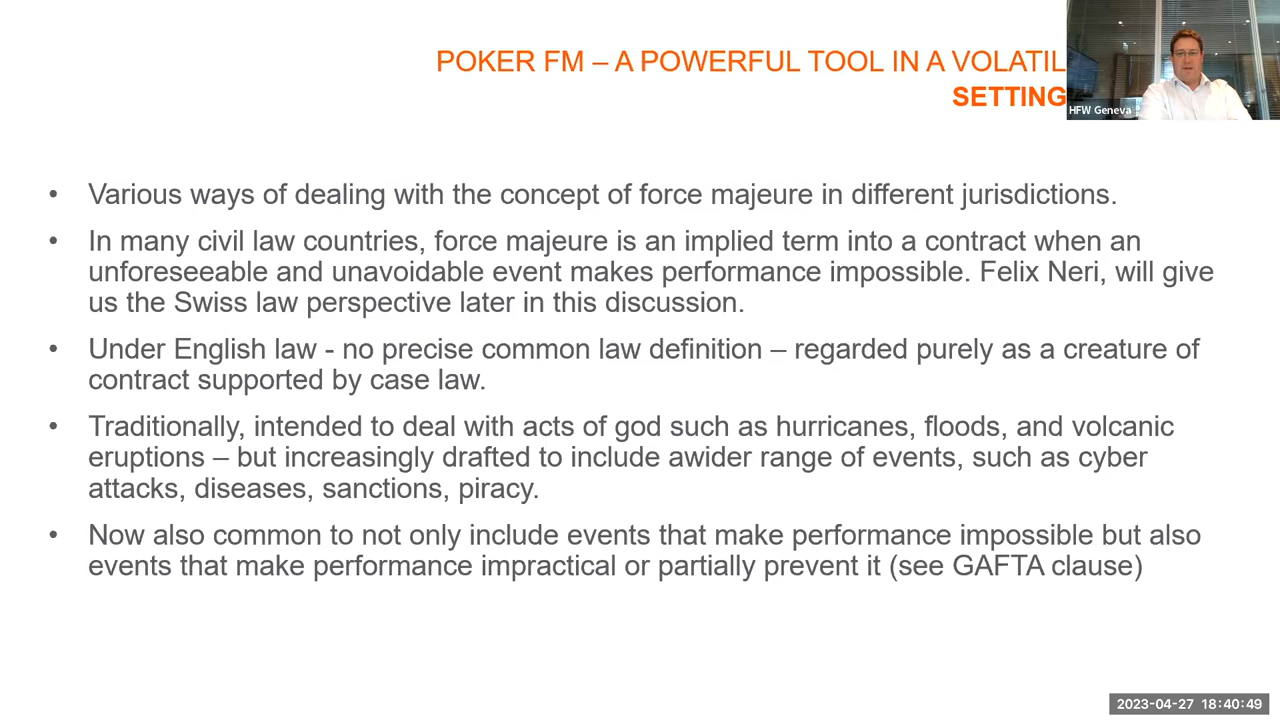 POKER FM – A POWERFUL TOOL IN A VOLATIL
SETTING
HFW Geneva
• Various ways of dealing with the concept of force majeure in different jurisdictions.
• In many civil law countries, force majeure is an implied term into a contract when an
unforeseeable and unavoidable event makes performance impossible. Felix Neri, will give
us the Swiss law perspective later in this discussion.
• Under English law - no precise common law definition – regarded purely as a creature of
contract supported by case law.
• Traditionally, intended to deal with acts of god such as hurricanes, floods, and volcanic
eruptions – but increasingly drafted to include awider range of events, such as cyber
attacks, diseases, sanctions, piracy.
• Now also common to not only include events that make performance impossible but also
events that make performance impractical or partially prevent it (see GAFTA clause)
2023-04-27 18:40:49